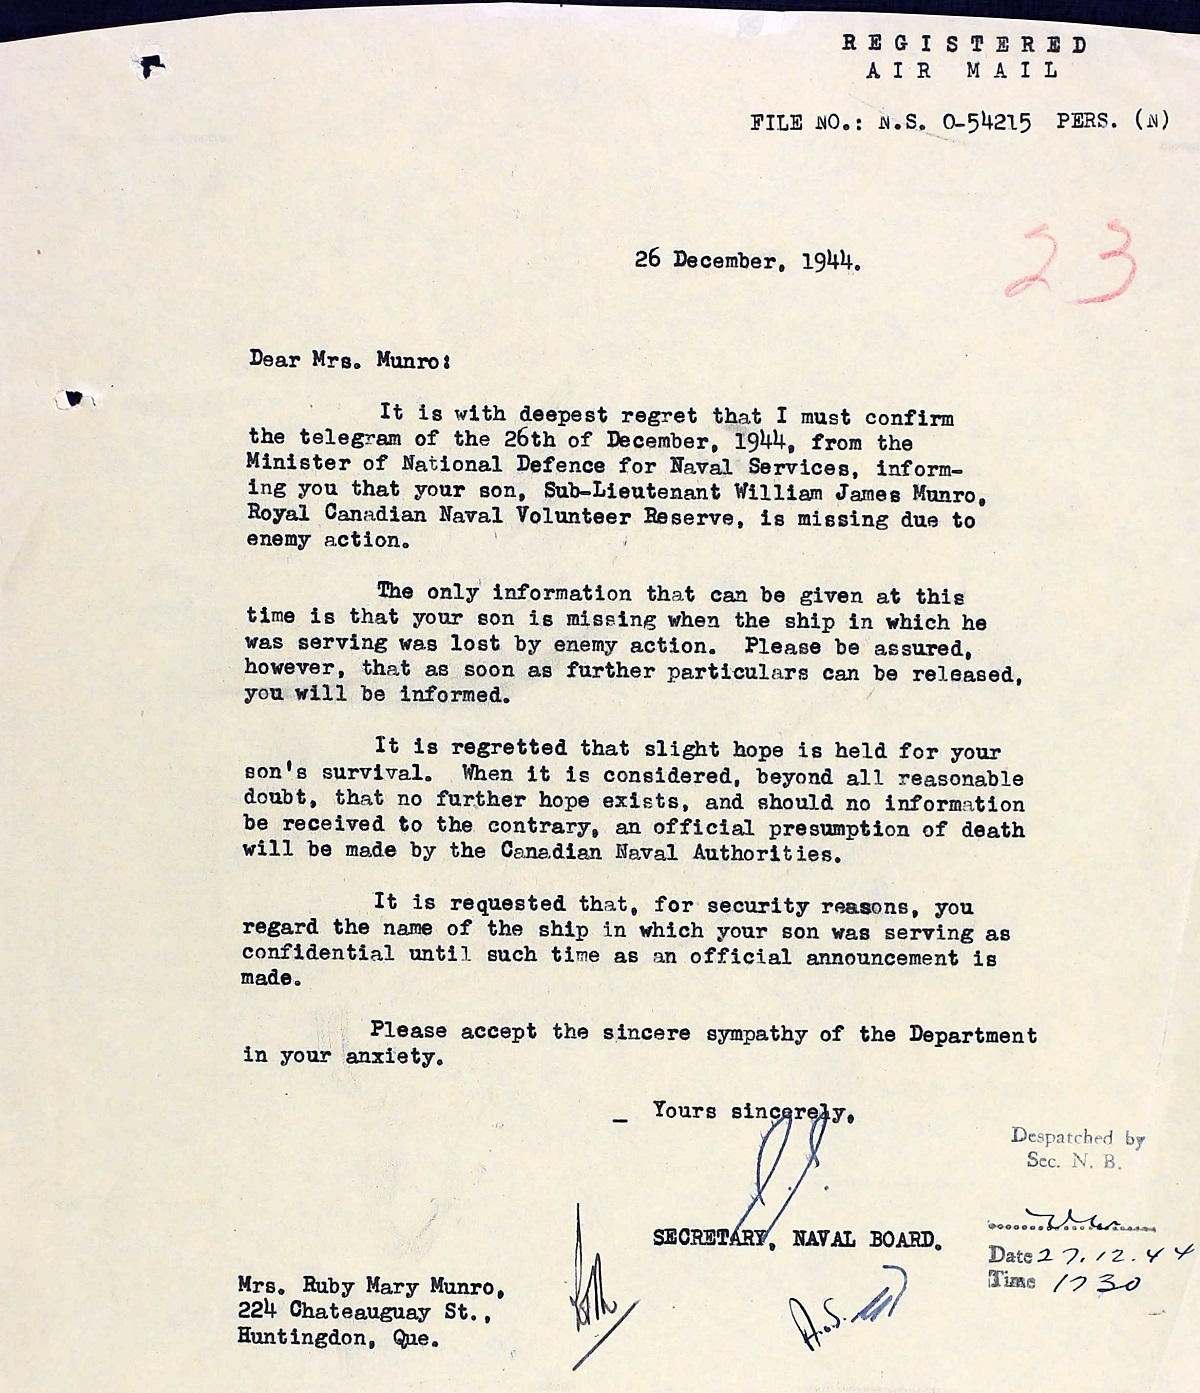 REGISTERED
AIR MAIL
FILE NO.: N.S. O-54215 PERS. (N)
26 December, 1944.
23
Dear Mrs. Munro:
It is with deepest regret that I must confirm
the telegram of the 26th of December, 1944, from the
Minister of National Defence for Naval Services, inform-
ing you that your son, Sub-Lieutenant William James Munro,
Royal Canadian Naval Volunteer Reserve, is missing due to
enemy action.
The only information that can be given at this
time is that your son is missing when the ship in which he
was serving was lost by enemy action. Please be assured,
however, that as soon as further particulars can be released,
you will be informed.
It is regretted that slight hope is held for your
son's survival. When it is considered, beyond all reasonable
doubt, that no further hope exists, and should no information
be received to the contrary, an official presumption of death
will be made by the Canadian Naval Authorities.
It is requested that, for security reasons, you
regard the name of the ship in which your son was serving as
confidential until such time as an official announcement is
made.
Please accept the sincere sympathy of the Department
in your anxiety.
Yours sincerely,
SECRETARY, NAVAL BOARD.
Despatched by
Sec. N. B.
Date 27.12.44
Time 1730
Mrs. Ruby Mary Munro,
224 Chateauguay St.,
Huntingdon, Que.